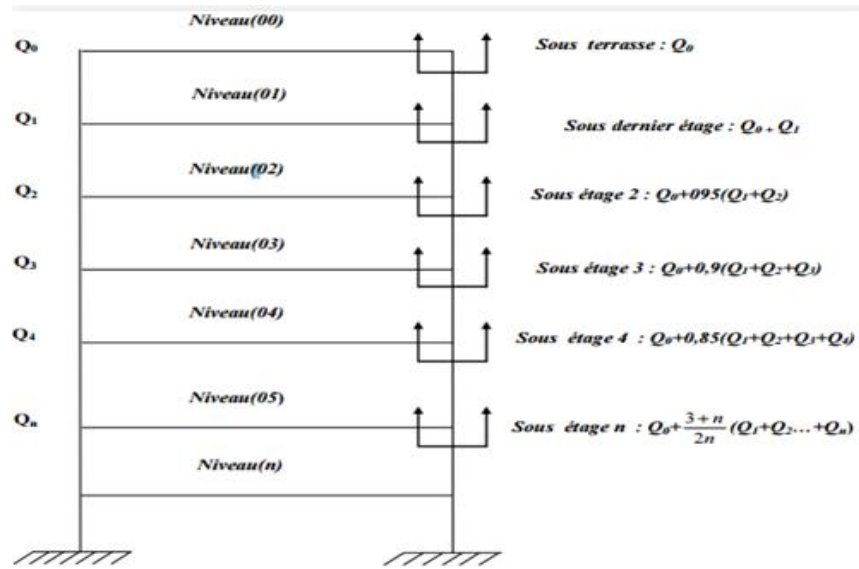 Niveau(00)
Q₀
Sous terrasse : Q₀
Niveau(01)
Q₁
Sous dernier étage : Q₀ + Q₁
Niveau(02)
Q₂
Sous étage 2 : Q₀+095(Q₁+Q₂)
Niveau(03)
Q₃
Sous étage 3 : Q₀+0,9(Q₁+Q₂+Q₃)
Niveau(04)
Q₄
Sous étage 4 : Q₀+0,85(Q₁+Q₂+Q₃+Q₄)
Niveau(05)
Qₙ
Sous étage n : Q₀+\frac{3+n}{2n}(Q₁+Q₂...+Qₙ)
Niveau(n)